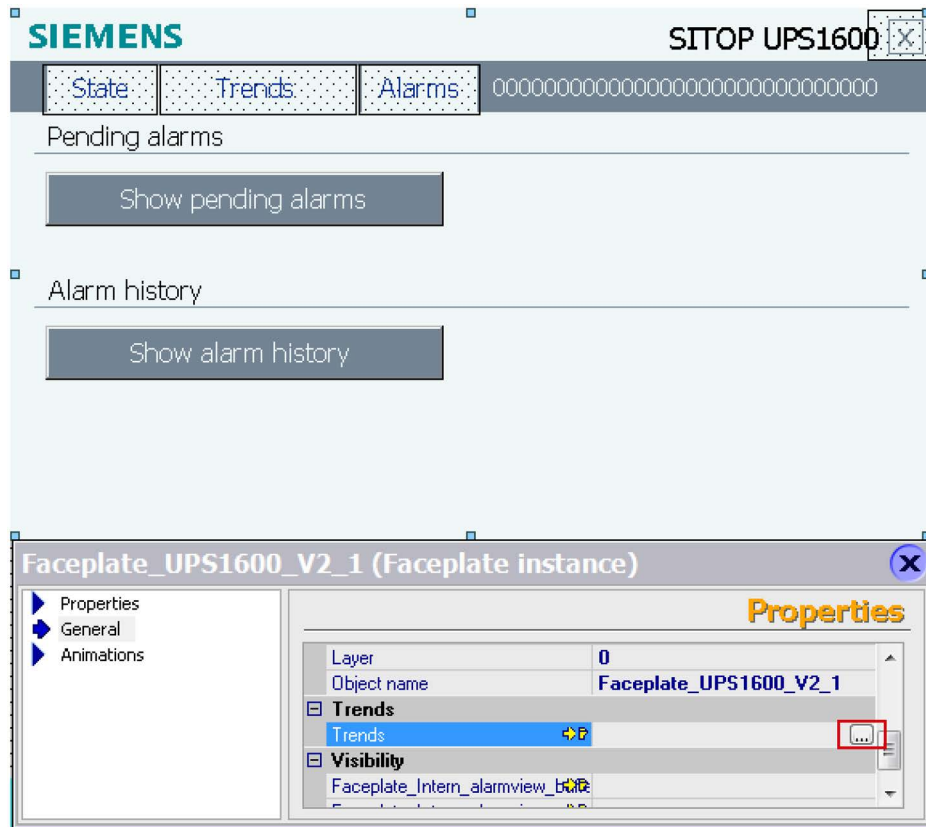 SIEMENS
SITOP UPS1600 X
State Trends Alarms 000000000000000000000000000000
Pending alarms
Show pending alarms
Alarm history
Show alarm history
Faceplate_UPS1600_V2_1 (Faceplate instance)
Properties
General
Animations
Properties
Layer 0
Object name Faceplate_UPS1600_V2_1
Trends
Trends ...
Visibility